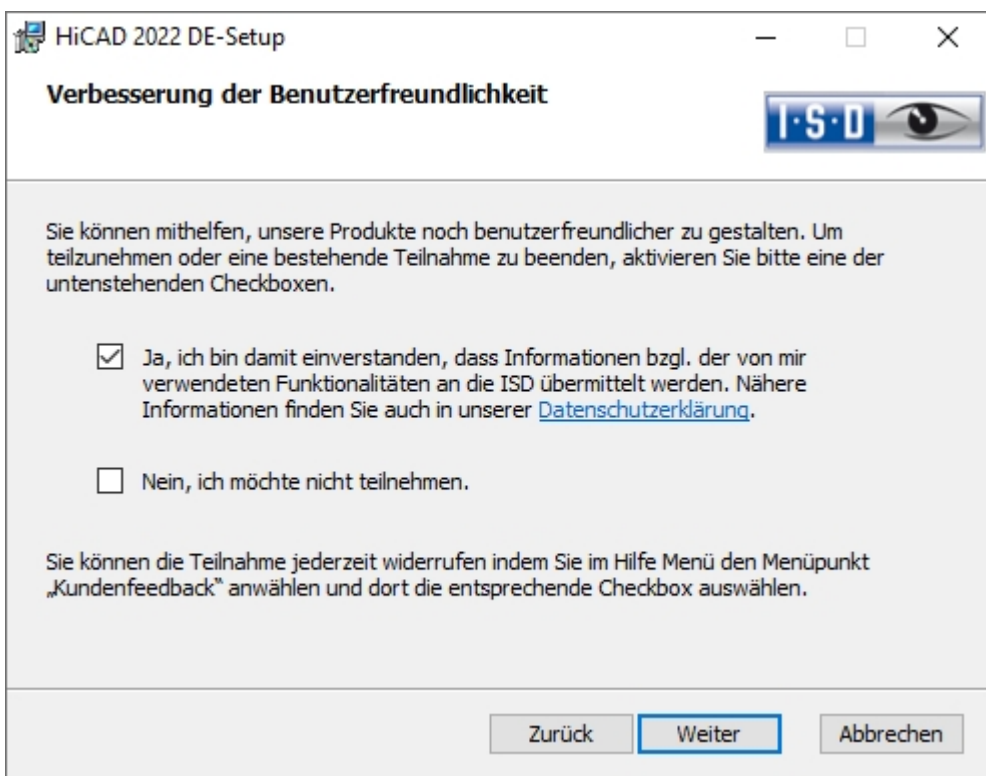 HiCAD 2022 DE-Setup
Verbesserung der Benutzerfreundlichkeit
I·S·D
Sie können mithelfen, unsere Produkte noch benutzerfreundlicher zu gestalten. Um
teilzunehmen oder eine bestehende Teilnahme zu beenden, aktivieren Sie bitte eine der
untenstehenden Checkboxen.
Ja, ich bin damit einverstanden, dass Informationen bzgl. der von mir
verwendeten Funktionalitäten an die ISD übermittelt werden. Nähere
Informationen finden Sie auch in unserer Datenschutzerklärung.
Nein, ich möchte nicht teilnehmen.
Sie können die Teilnahme jederzeit widerrufen indem Sie im Hilfe Menü den Menüpunkt
„Kundenfeedback“ anwählen und dort die entsprechende Checkbox auswählen.
Zurück
Weiter
Abbrechen